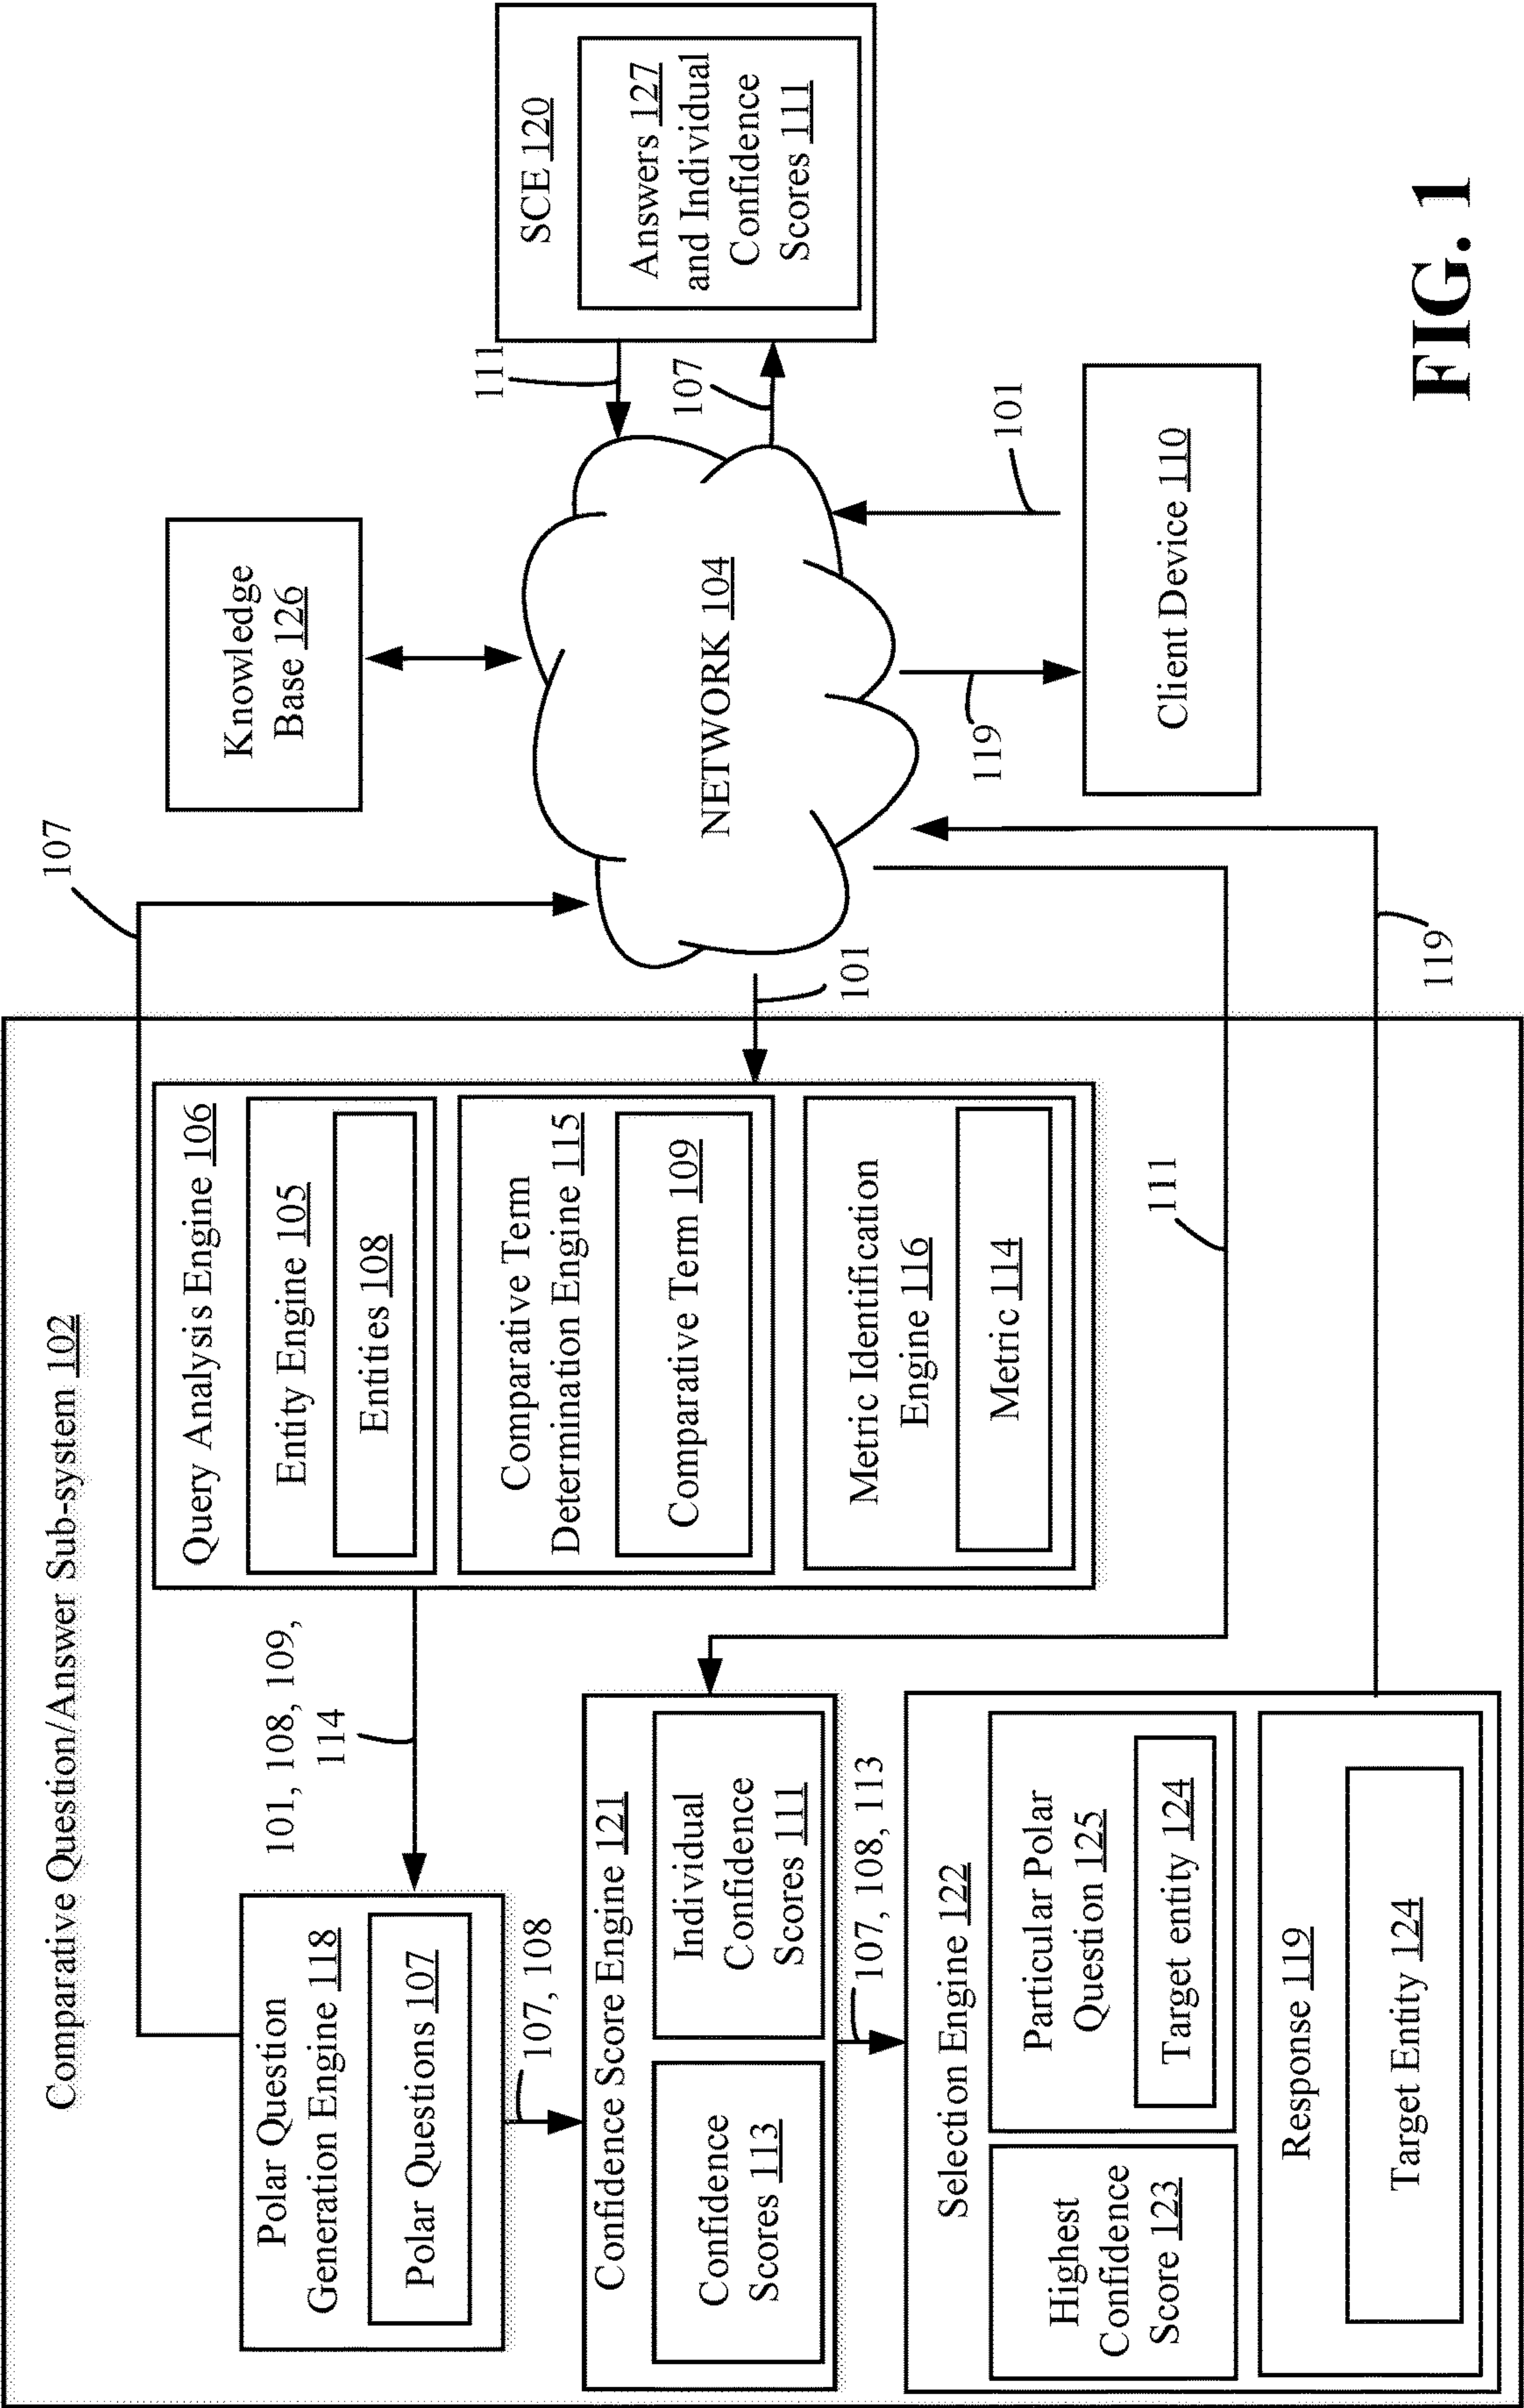 Comparative Question/Answer Sub-system 102
107
Polar Question
Generation Engine 118
Polar Questions 107
101, 108, 109,
114
Query Analysis Engine 106
Entity Engine 105
Entities 108
Comparative Term
Determination Engine 115
Comparative Term 109
Metric Identification
Engine 116
Metric 114
107, 108
Confidence Score Engine 121
Confidence
Scores 113
Individual
Confidence
Scores 111
107, 108, 113
Selection Engine 122
Highest
Confidence
Score 123
Particular Polar
Question 125
Target entity 124
Response 119
Target Entity 124
111
119
101
Knowledge
Base 126
NETWORK 104
111
107
SCE 120
Answers 127
and Individual
Confidence
Scores 111
119
101
Client Device 110
FIG. 1